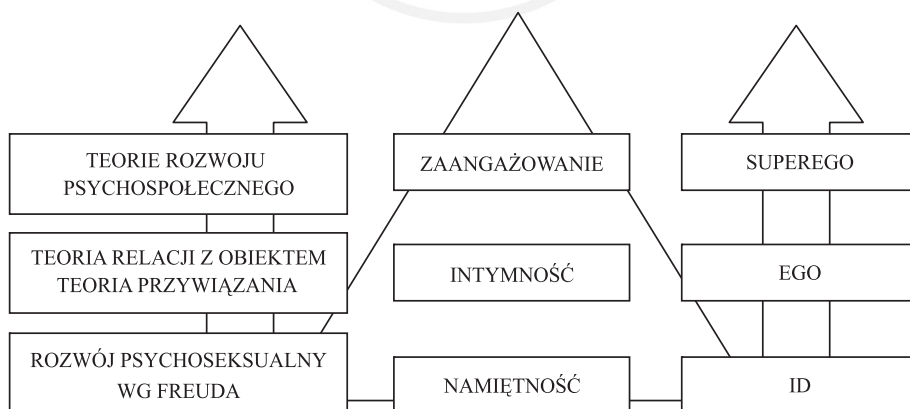 TEORIE ROZWOJU
PSYCHOSPOŁECZNEGO
ZAANGAŻOWANIE
SUPEREGO
TEORIA RELACJI Z OBIEKTEM
TEORIA PRZYWIĄZANIA
INTYMNOŚĆ
EGO
ROZWÓJ PSYCHOSEKSUALNY
WG FREUDA
NAMIĘTNOŚĆ
ID